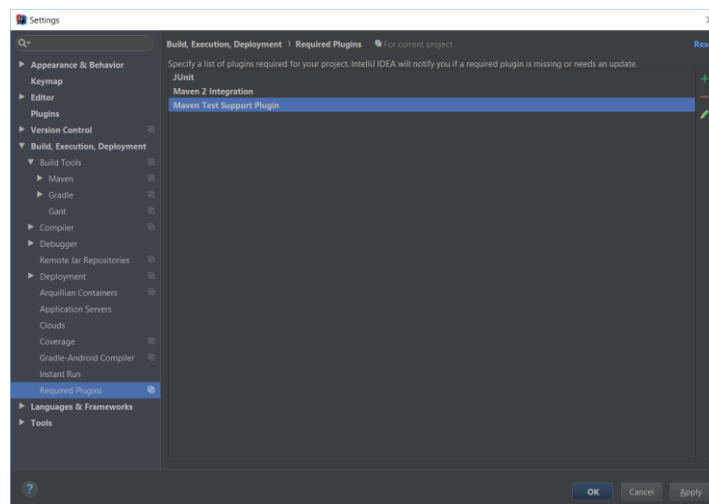 Settings
Build, Execution, Deployment › Required Plugins For current project
Specify a list of plugins required for your project. IntelliJ IDEA will notify you if a required plugin is missing or needs an update.
JUnit
Maven 2 Integration
Maven Test Support Plugin
Appearance & Behavior
Keymap
Editor
Plugins
Version Control
Build, Execution, Deployment
Build Tools
Maven
Gradle
Gant
Compiler
Debugger
Remote Jar Repositories
Deployment
Arquillian Containers
Application Servers
Clouds
Coverage
Gradle-Android Compiler
Instant Run
Required Plugins
Languages & Frameworks
Tools
?
OK Cancel Apply